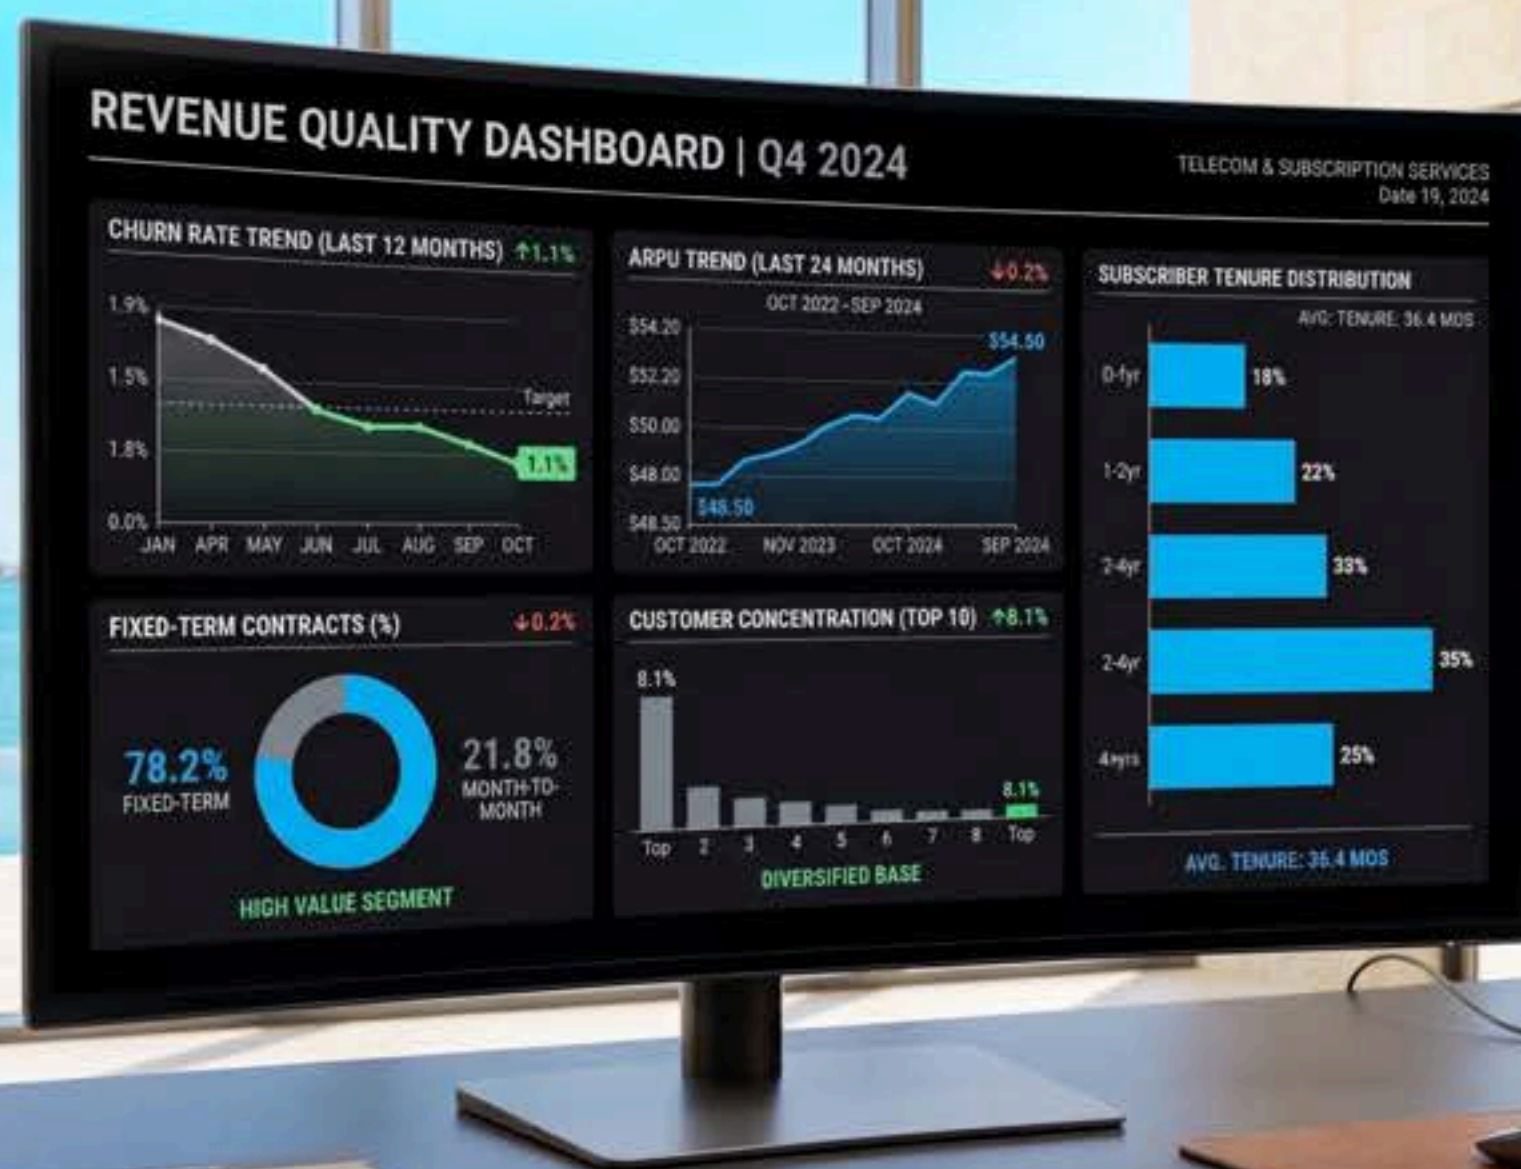 REVENUE QUALITY DASHBOARD | Q4 2024
TELECOM & SUBSCRIPTION SERVICES
Date 19, 2024
CHURN RATE TREND (LAST 12 MONTHS) ↑1.1%
1.9%
1.5%
Target
1.8%
1.1%
0.0%
JAN APR MAY JUN JUL AUG SEP OCT
ARPU TREND (LAST 24 MONTHS) ↓0.2%
OCT 2022 - SEP 2024
$54.20
$54.50
$52.20
$50.00
$48.00
$48.50
$48.50
OCT 2022 NOV 2023 OCT 2024 SEP 2024
SUBSCRIBER TENURE DISTRIBUTION
AVG: TENURE: 36.4 MOS
0-fyr 18%
1-2yr 22%
2-4yr 33%
2-4yr 35%
25%
AVG. TENURE: 36.4 MOS
FIXED-TERM CONTRACTS (%) ↓0.2%
78.2%
FIXED-TERM
21.8%
MONTH-TO-
MONTH
HIGH VALUE SEGMENT
CUSTOMER CONCENTRATION (TOP 10) ↑8.1%
8.1%
8.1%
Top 2 3 4 5 6 7 8 Top
DIVERSIFIED BASE